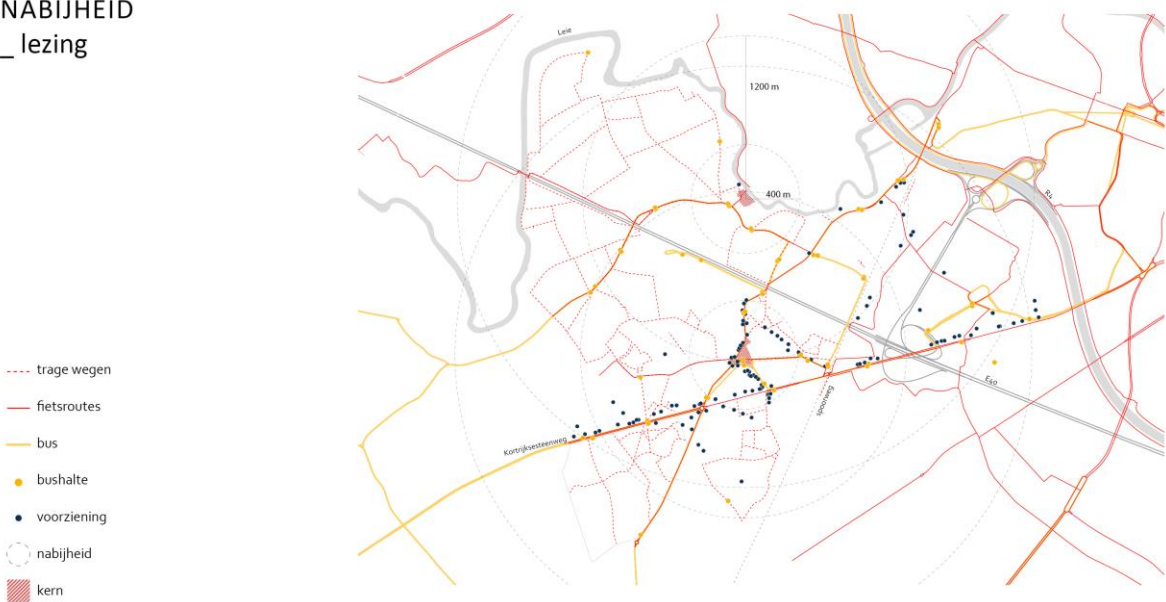 NABIJHEID
_ lezing
Leie
1200 m
400 m
R4
E40
spoorweg
Kortrijksesteenweg
trage wegen
fietsroutes
bus
bushalte
voorziening
nabijheid
kern